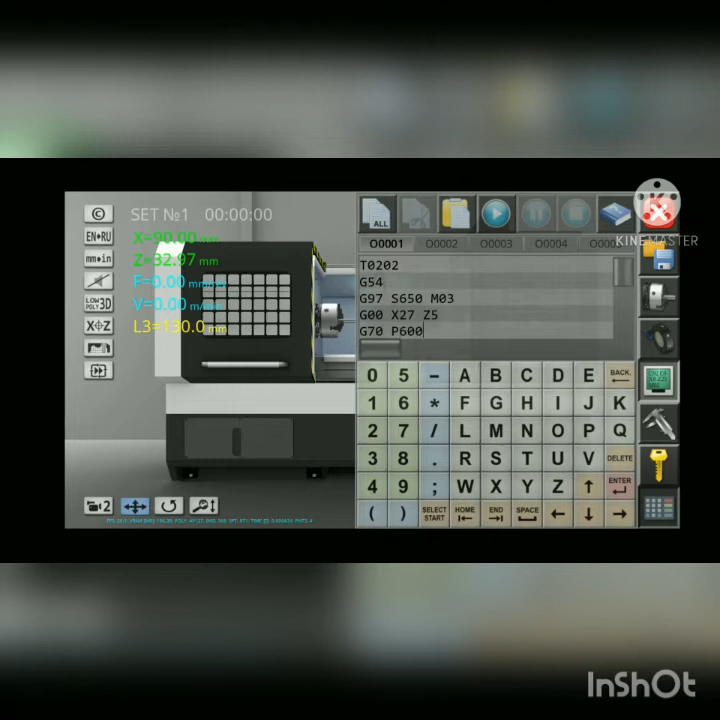 SET №1 00:00:00
X=90.00 mm
Z=32.97 mm
F=0.00
V=0.00
L3=130.0 mm
©
EN•RU
mm•in
LOW POLY 3D
X⊕Z
2
ALL
O0001 O0002 O0003 O0004
KINEMASTER
T0202
G54
G97 S650 M03
G00 X27 Z5
G70 P600
0 5 − A B C D E BACK.
1 6 * F G H I J K
2 7 / L M N O P Q
3 8 . R S T U V DELETE
4 9 ; W X Y Z ↑ ENTER
( ) SELECT START HOME END SPACE ← ↓ →
InShOt